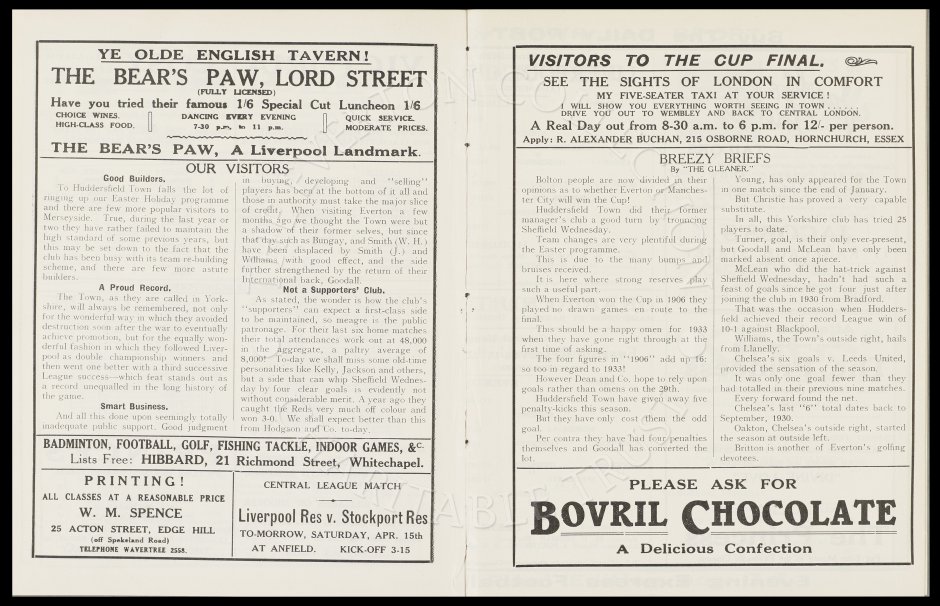 YE OLDE ENGLISH TAVERN!
THE BEAR'S PAW, LORD STREET
(FULLY LICENSED)
Have you tried their famous 1/6 Special Cut Luncheon 1/6
CHOICE WINES.
HIGH-CLASS FOOD.
DANCING EVERY EVENING
7-30 p.m. to 11 p.m.
QUICK SERVICE.
MODERATE PRICES.
THE BEAR'S PAW, A Liverpool Landmark.
OUR VISITORS
Good Builders.
To Huddersfield Town falls the lot of
ringing up our Easter Holiday programme
and there are few more popular visitors to
Merseyside. True, during the last year or
two they have rather failed to maintain the
high standard of some previous years, but
this may be set down to the fact that the
club has been busy with its team re-building
scheme, and there are few more astute
builders.
A Proud Record.
The Town, as they are called in York-
shire, will always be remembered, not only
for the wonderful way in which they avoided
destruction soon after the war to eventually
achieve promotion, but for the equally won-
derful fashion in which they followed Liver-
pool as double championship winners and
then went one better with a third successive
League success—which feat stands out as
a record unequalled in the long history of
the game.
Smart Business.
And all this done upon seemingly totally
inadequate public support. Good judgment
in buying, developing and "selling"
players has been at the bottom of it all and
those in authority must take the major slice
of credit. When visiting Everton a few
months ago we thought the Town were but
a shadow of their former selves, but since
that day such as Bungay, and Smith (W. H.)
have been displaced by Smith (J.) and
Williams with good effect, and the side
further strengthened by the return of their
International back, Goodall.
Not a Supporters' Club.
As stated, the wonder is how the club's
"supporters" can expect a first-class side
to be maintained, so meagre is the public
patronage. For their last six home matches
their total attendances work out at 48,000
in the aggregate, a paltry average of
8,000! To-day we shall miss some old-time
personalities like Kelly, Jackson and others,
but a side that can whip Sheffield Wednes-
day by four clear goals is evidently not
without considerable merit. A year ago they
caught the Reds very much off colour and
won 3-0. We shall expect better than this
from Hodgson and Co. to-day.
BADMINTON, FOOTBALL, GOLF, FISHING TACKLE, INDOOR GAMES, &c.
Lists Free: HIBBARD, 21 Richmond Street, Whitechapel.
PRINTING!
ALL CLASSES AT A REASONABLE PRICE
W. M. SPENCE
25 ACTON STREET, EDGE HILL
(off Spekeland Road)
TELEPHONE WAVERTREE 2558.
CENTRAL LEAGUE MATCH
Liverpool Res v. Stockport Res
TO-MORROW, SATURDAY, APR. 15th
AT ANFIELD. KICK-OFF 3-15
VISITORS TO THE CUP FINAL.
SEE THE SIGHTS OF LONDON IN COMFORT
MY FIVE-SEATER TAXI AT YOUR SERVICE!
I WILL SHOW YOU EVERYTHING WORTH SEEING IN TOWN......
DRIVE YOU OUT TO WEMBLEY AND BACK TO CENTRAL LONDON.
A Real Day out from 8-30 a.m. to 6 p.m. for 12/- per person.
Apply: R. ALEXANDER BUCHAN, 215 OSBORNE ROAD, HORNCHURCH, ESSEX
BREEZY BRIEFS
By "THE GLEANER."
Bolton people are now divided in their
opinions as to whether Everton or Manches-
ter City will win the Cup!
Huddersfield Town did their former
manager's club a good turn by trouncing
Sheffield Wednesday.
Team changes are very plentiful during
the Easter programme.
This is due to the many bumps and
bruises received.
It is here where strong reserves play
such a useful part.
When Everton won the Cup in 1906 they
played no drawn games en route to the
final.
This should be a happy omen for 1933
when they have gone right through at the
first time of asking.
The four figures in "1906" add up 16:
so too in regard to 1933!
However Dean and Co. hope to rely upon
goals rather than omens on the 29th.
Huddersfield Town have given away five
penalty-kicks this season.
But they have only cost them the odd
goal.
Per contra they have had four penalties
themselves and Goodall has converted the
lot.
Young, has only appeared for the Town
in one match since the end of January.
But Christie has proved a very capable
substitute.
In all, this Yorkshire club has tried 25
players to date.
Turner, goal, is their only ever-present,
but Goodall and McLean have only been
marked absent once apiece.
McLean who did the hat-trick against
Sheffield Wednesday, hadn't had such a
feast of goals since he got four just after
joining the club in 1930 from Bradford.
That was the occasion when Hudders-
field achieved their record League win of
10-1 against Blackpool.
Williams, the Town's outside right, hails
from Llanelly.
Chelsea's six goals v. Leeds United,
provided the sensation of the season.
It was only one goal fewer than they
had totalled in their previous nine matches.
Every forward found the net.
Chelsea's last "6" total dates back to
September, 1930.
Oakton, Chelsea's outside right, started
the season at outside left.
Britton is another of Everton's golfing
devotees.
PLEASE ASK FOR
BOVRIL CHOCOLATE
A Delicious Confection